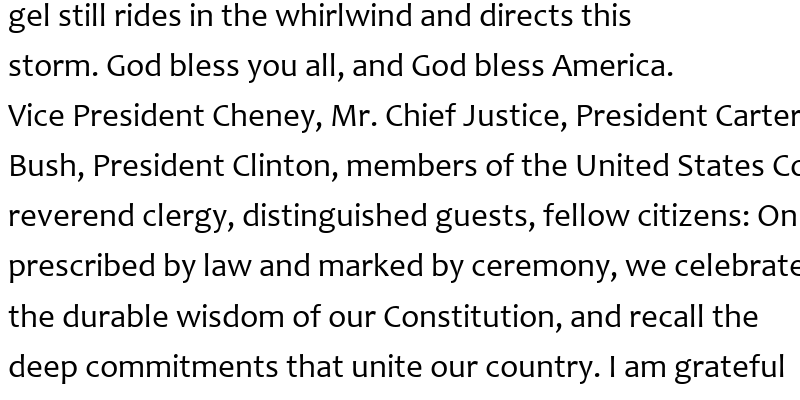 gel still rides in the whirlwind and directs this
storm. God bless you all, and God bless America.
Vice President Cheney, Mr. Chief Justice, President Carter
Bush, President Clinton, members of the United States
reverend clergy, distinguished guests, fellow citizens: On
prescribed by law and marked by ceremony, we celebrate
the durable wisdom of our Constitution, and recall the
deep commitments that unite our country. I am grateful